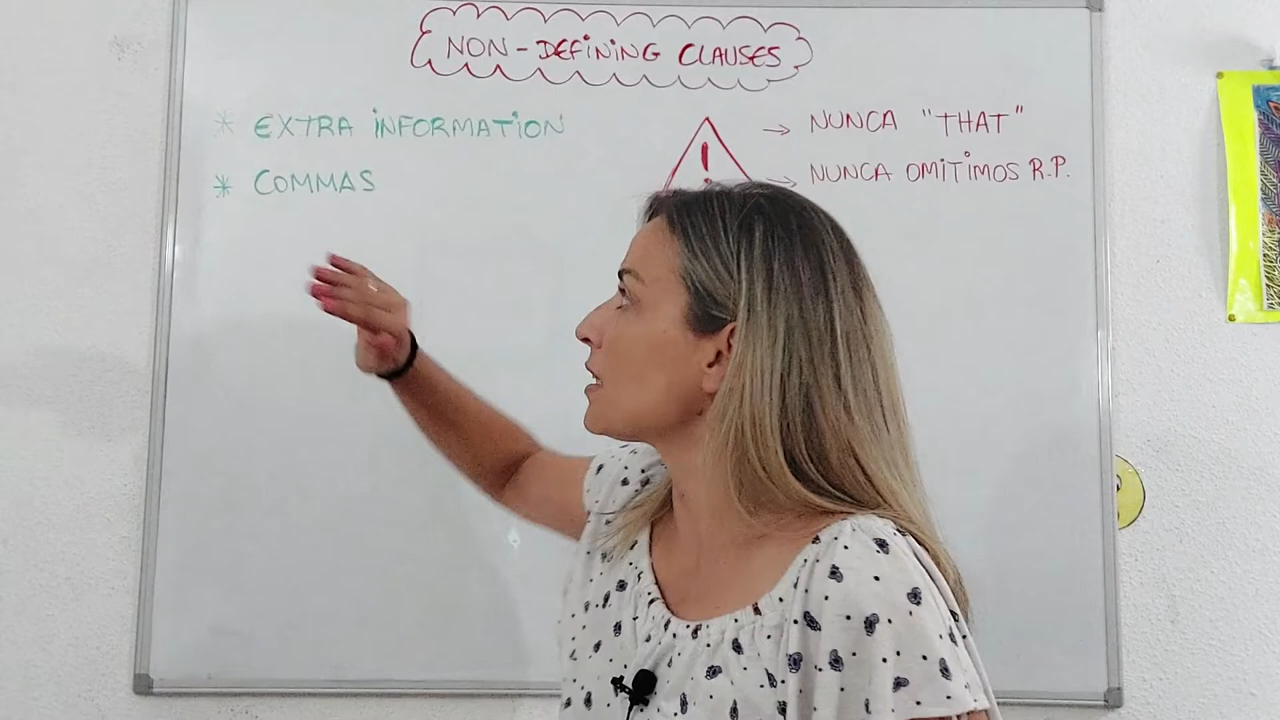 NON-DEFINING CLAUSES
* EXTRA INFORMATION
* COMMAS
!
→ NUNCA "THAT"
→ NUNCA OMITIMOS R.P.